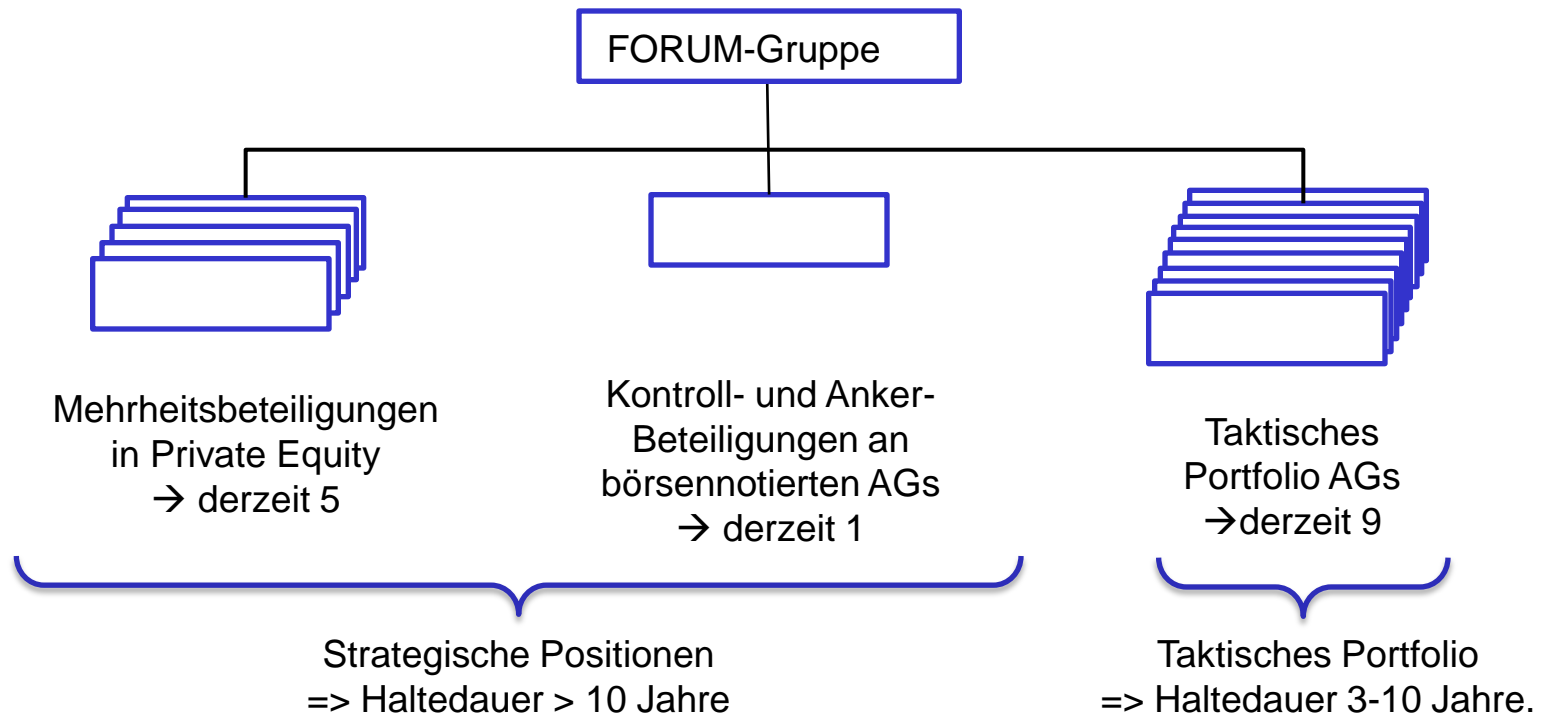 FORUM-Gruppe
Mehrheitsbeteiligungen
in Private Equity
→ derzeit 5
Kontroll- und Anker-
Beteiligungen an
börsennotierten AGs
→ derzeit 1
Taktisches
Portfolio AGs
→derzeit 9
Strategische Positionen
=> Haltedauer > 10 Jahre
Taktisches Portfolio
=> Haltedauer 3-10 Jahre.